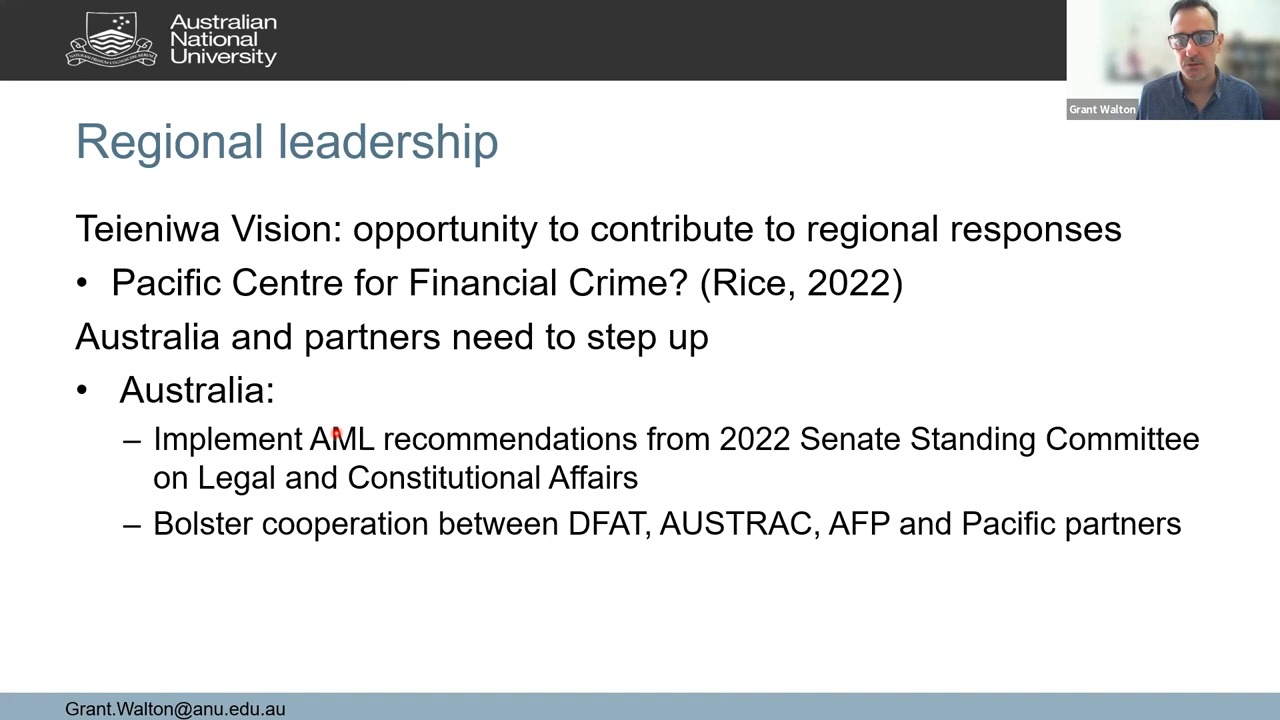 Australian
National
University
Grant Walton
Regional leadership
Teieniwa Vision: opportunity to contribute to regional responses
• Pacific Centre for Financial Crime? (Rice, 2022)
Australia and partners need to step up
• Australia:
– Implement AML recommendations from 2022 Senate Standing Committee
on Legal and Constitutional Affairs
– Bolster cooperation between DFAT, AUSTRAC, AFP and Pacific partners
Grant.Walton@anu.edu.au